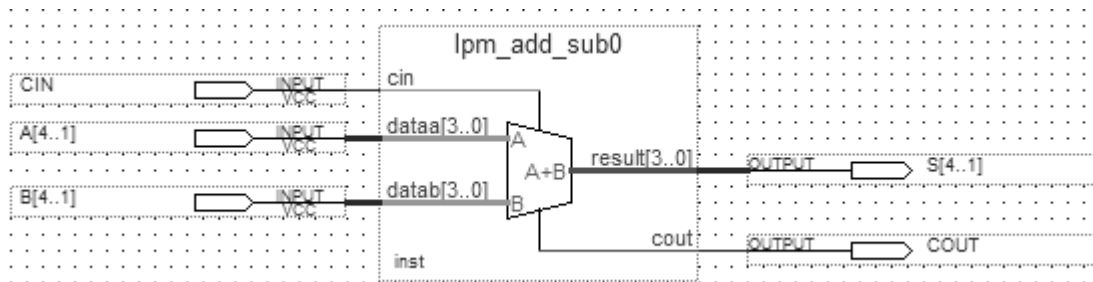 lpm_add_sub0
CIN INPUT VCC cin
A[4..1] INPUT VCC dataa[3..0] A
A+B result[3..0] OUTPUT S[4..1]
B[4..1] INPUT VCC datab[3..0] B
cout OUTPUT COUT
inst